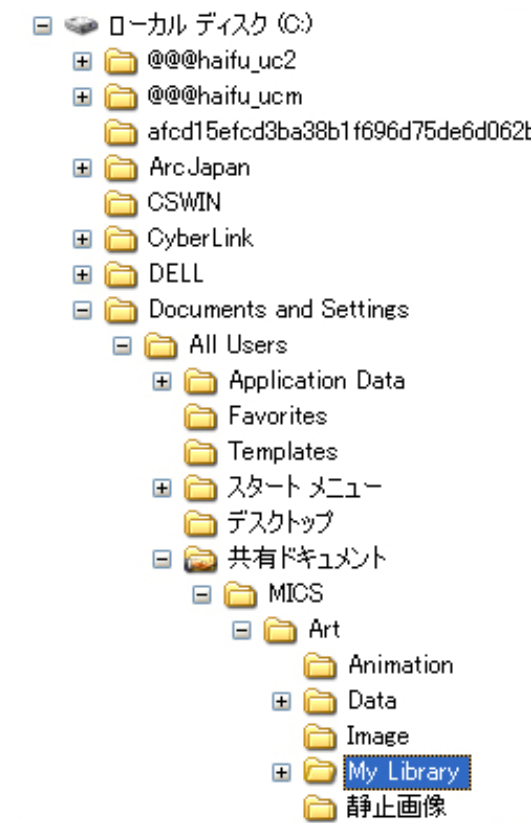 ローカル ディスク (C:)
@@@haifu_uc2
@@@haifu_ucm
afcd15efcd3ba38b1f696d75de6d062b
ArcJapan
CSWIN
CyberLink
DELL
Documents and Settings
All Users
Application Data
Favorites
Templates
スタート メニュー
デスクトップ
共有ドキュメント
MICS
Art
Animation
Data
Image
My Library
静止画像